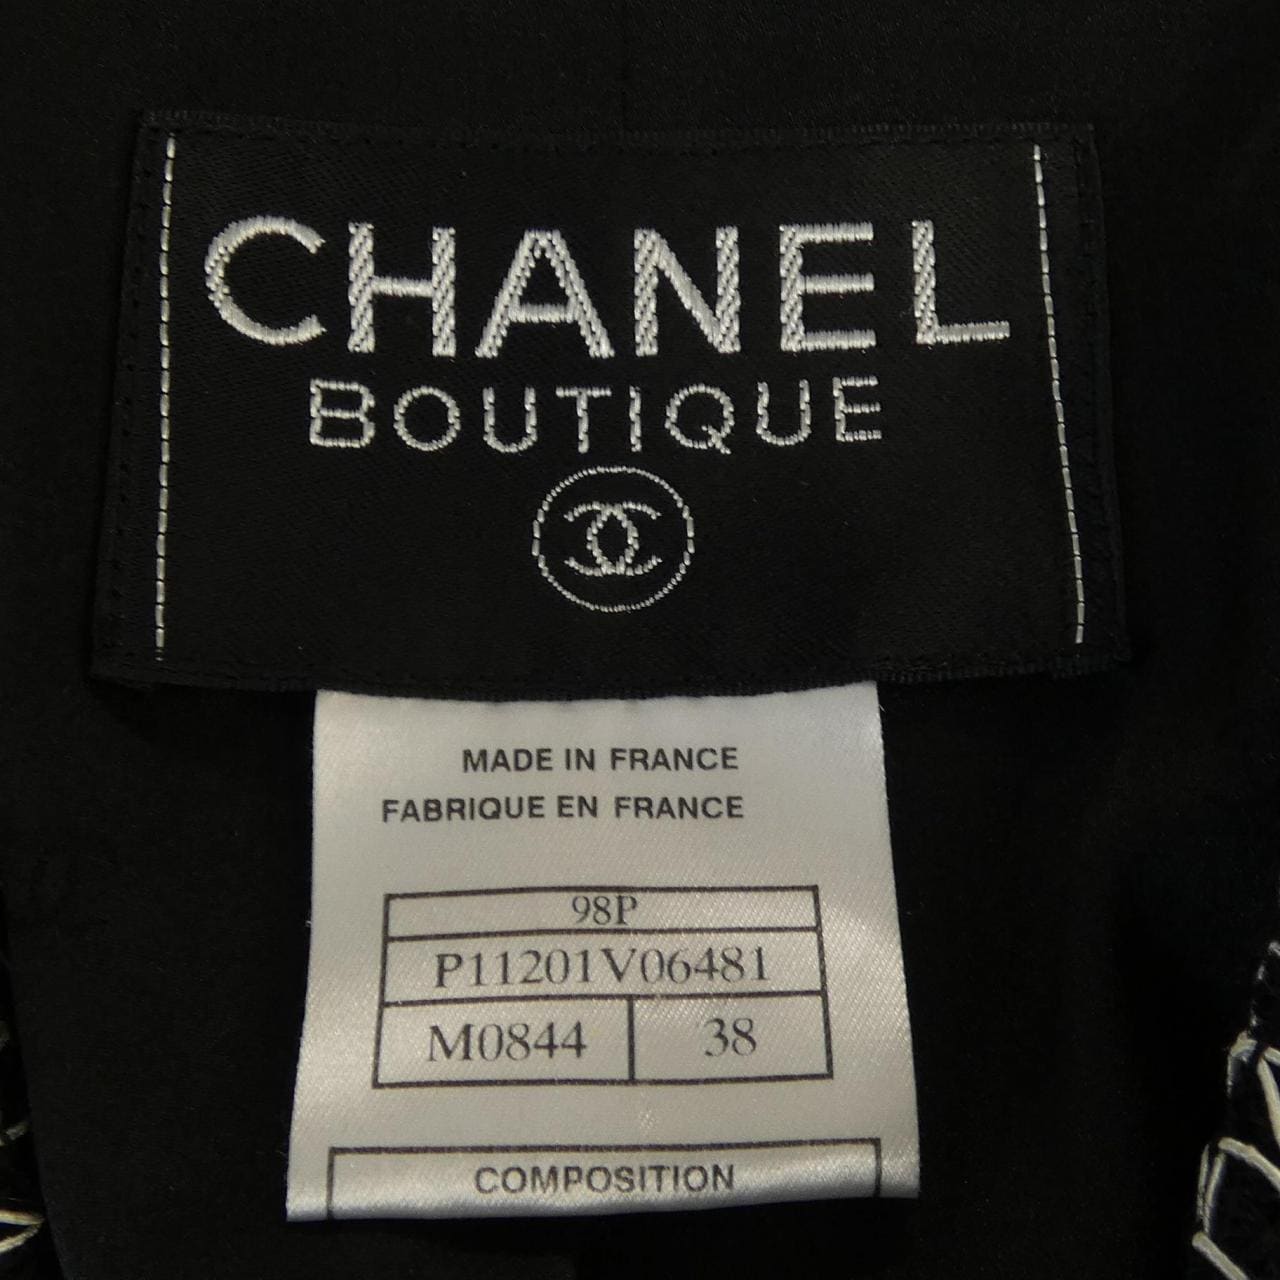 CHANEL
BOUTIQUE
MADE IN FRANCE
FABRIQUE EN FRANCE
98P
P11201V06481
M0844 38
COMPOSITION